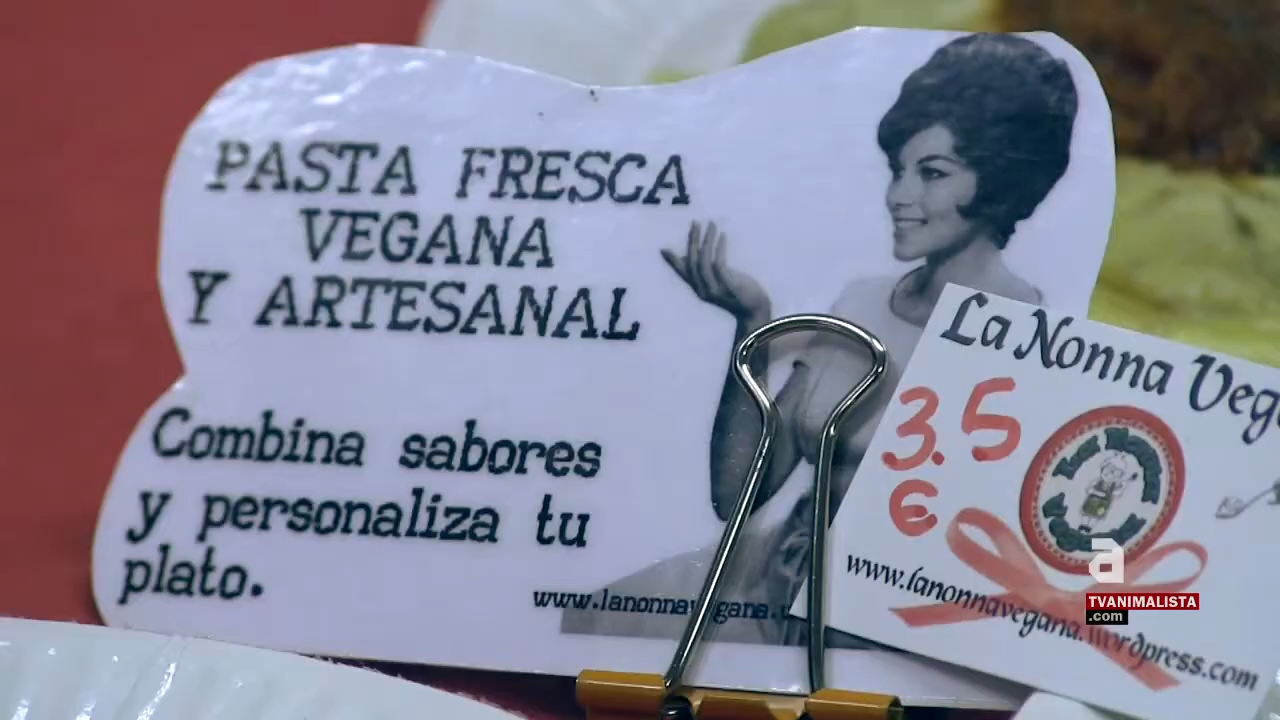 PASTA FRESCA
VEGANA
Y ARTESANAL
Combina sabores
y personaliza tu
plato.
La Nonna
3.5
€
www.lanonnavegana.wordpress.com
a
TVANIMALISTA
.com